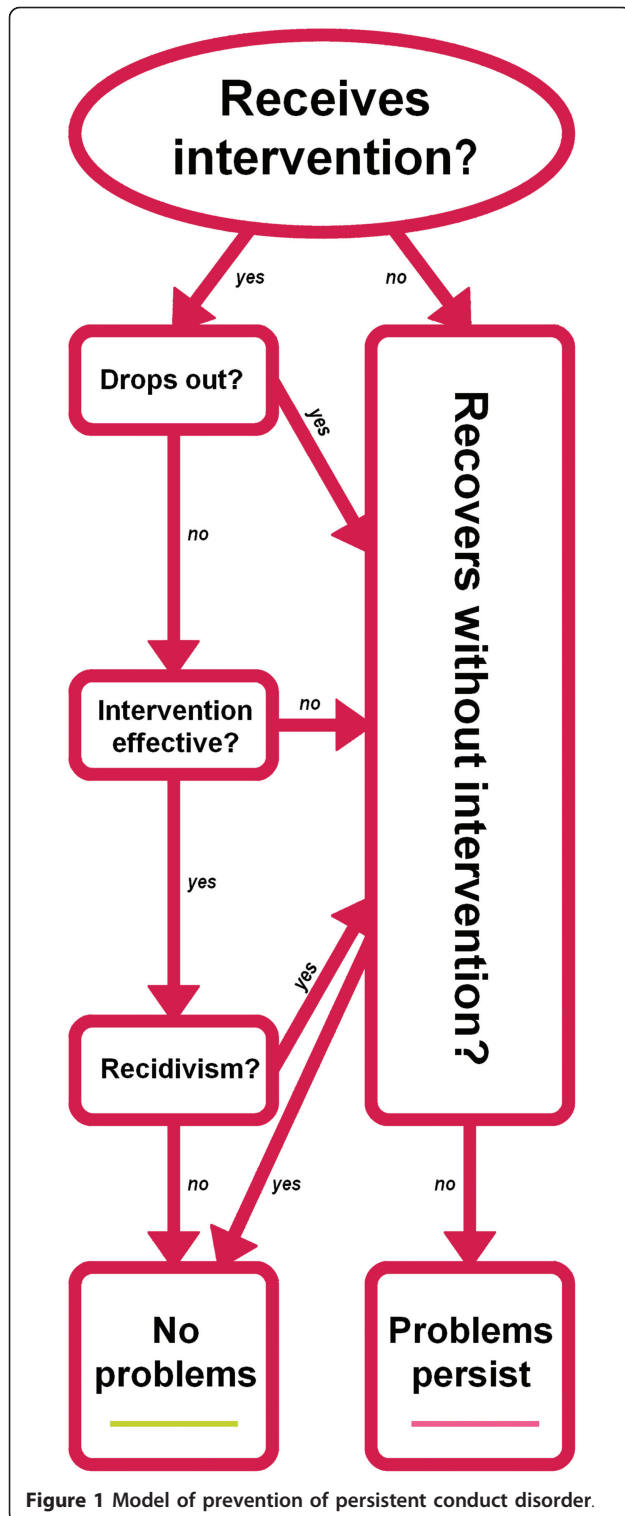 Receives
intervention?
yes
no
Drops out?
yes
no
Intervention
effective?
no
Recovers without intervention?
yes
Recidivism?
yes
no
yes
no
No
problems
Problems
persist
Figure 1 Model of prevention of persistent conduct disorder.